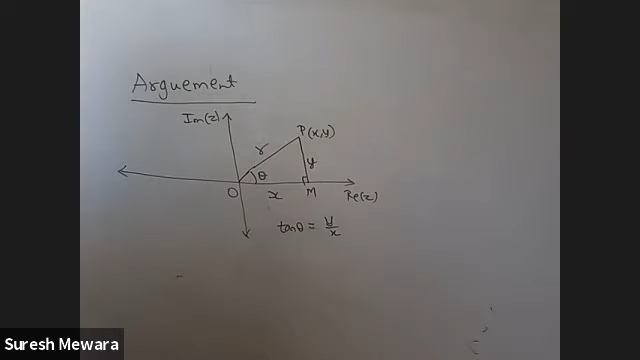 Arguement
Im(z)
P(x,y)
r
y
θ
O
x
M
Re(z)
tanθ = y/x
Suresh Mewara